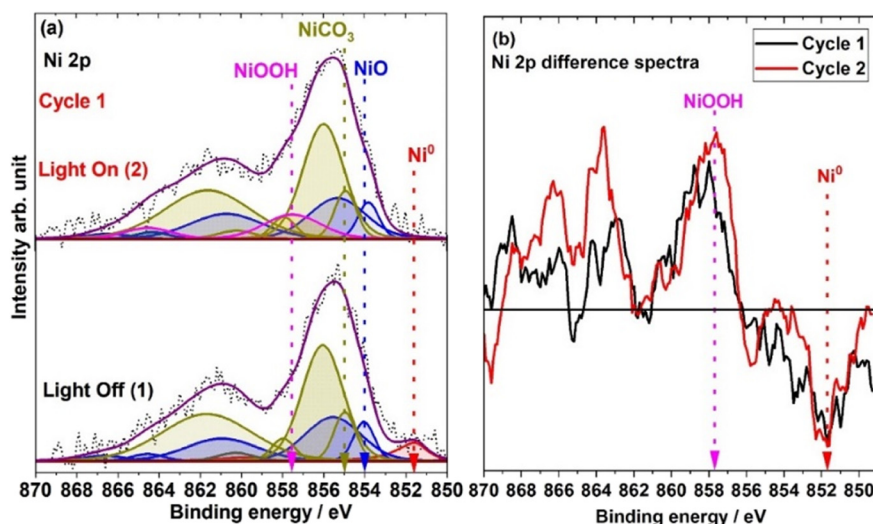 (a)
Ni 2p
Cycle 1
Light On (2)
NiOOH
NiCO₃
NiO
Ni⁰
Light Off (1)
Intensity arb. unit
870 868 866 864 862 860 858 856 854 852 850
Binding energy / eV
(b)
Ni 2p difference spectra
Cycle 1
Cycle 2
NiOOH
Ni⁰
870 868 866 864 862 860 858 856 854 852 850
Binding energy / eV